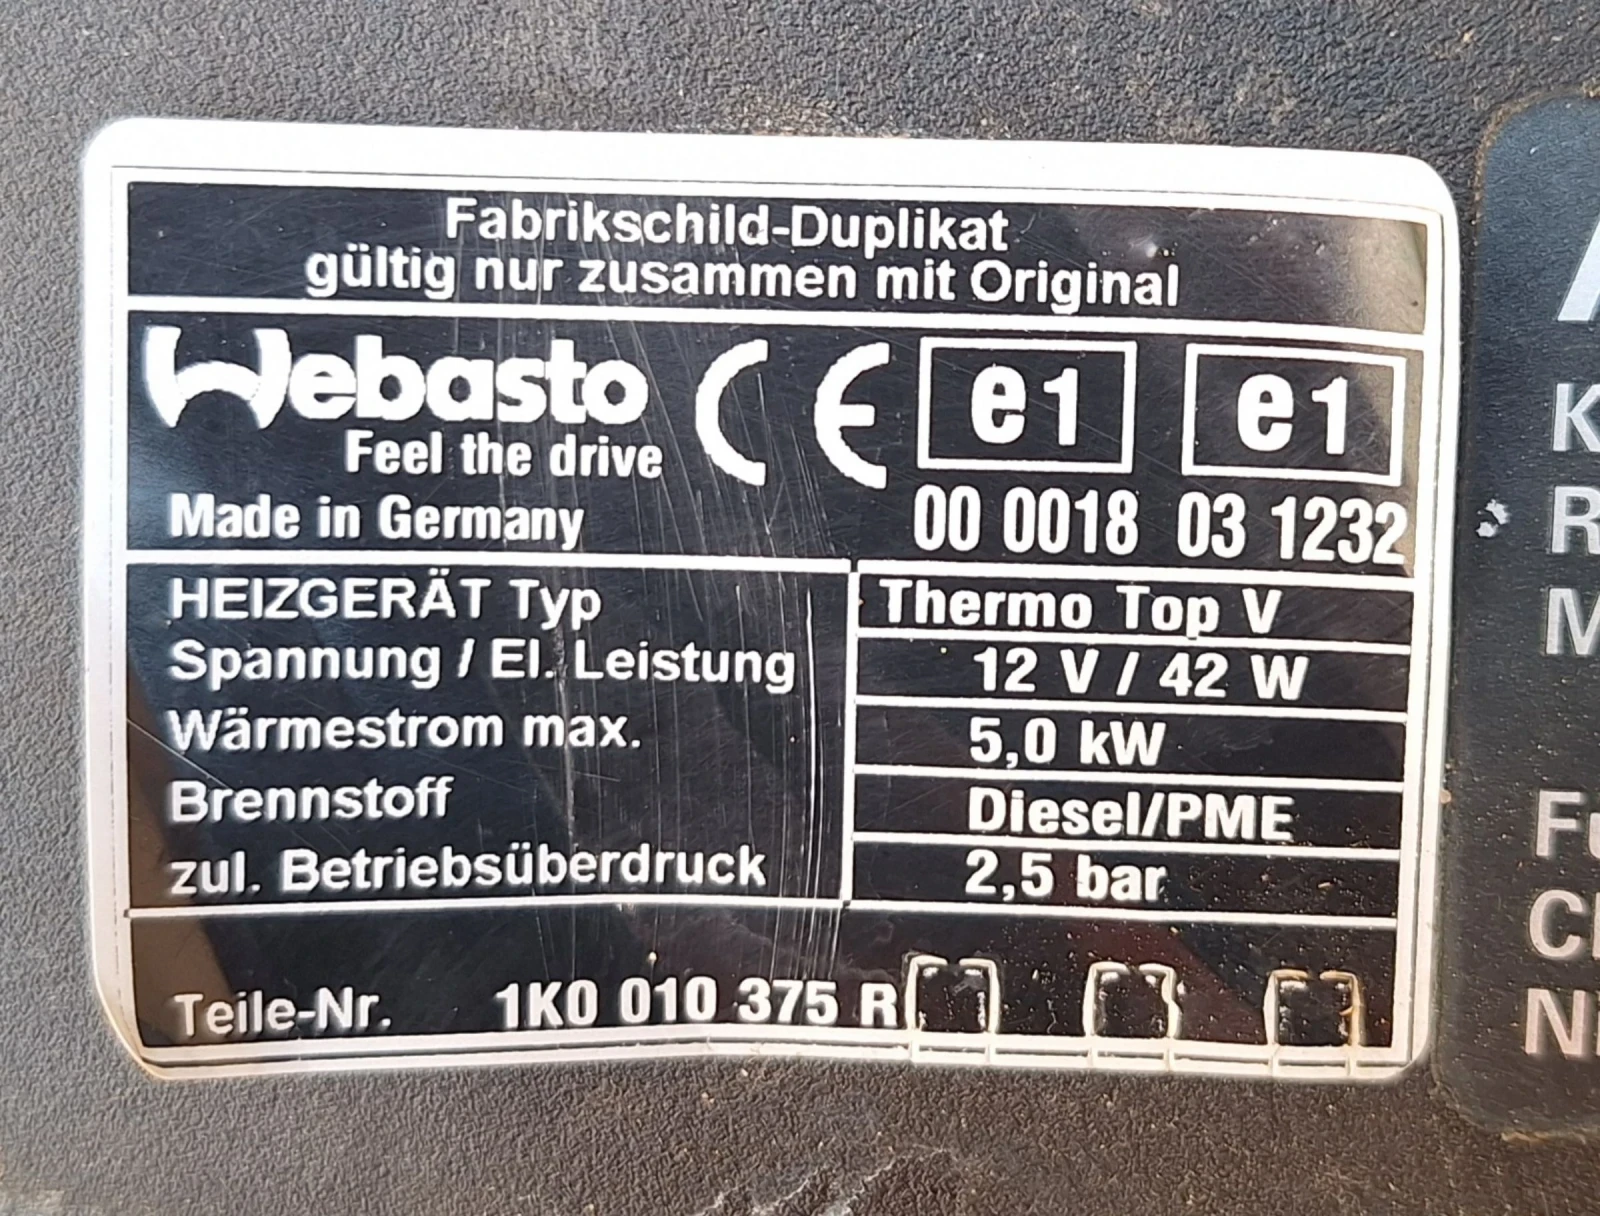 Fabrikschild-Duplikat
gültig nur zusammen mit Original
Webasto
Feel the drive
CE e1 e1
Made in Germany 00 0018 03 1232
HEIZGERÄT Typ Thermo Top V
Spannung / El. Leistung 12 V / 42 W
Wärmestrom max. 5,0 kW
Brennstoff Diesel/PME
zul. Betriebsüberdruck 2,5 bar
Teile-Nr. 1K0 010 375 R